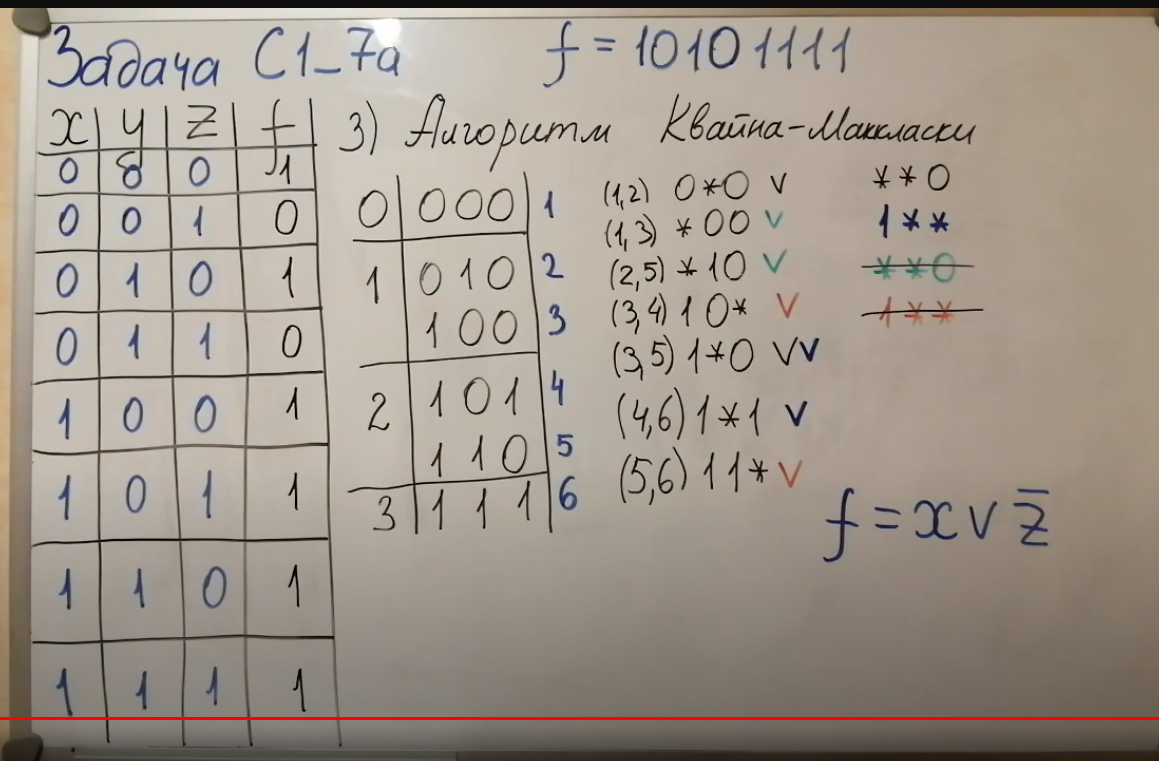 Задача С1_7а f = 10101111
x y z f
0 0 0 1
0 0 1 0
0 1 0 1
0 1 1 0
1 0 0 1
1 0 1 1
1 1 0 1
1 1 1 1
3) Алгоритм Квайна-Маккласки
0 000 1
1 010 2
100 3
2 101 4
110 5
3 111 6
(1,2) 0*0 v
(1,3) *00 v
(2,5) *10 v
(3,4) 10* v
(3,5) 1*0 vv
(4,6) 1*1 v
(5,6) 11* v
**0
1**
**0
1**
f = x v z̅